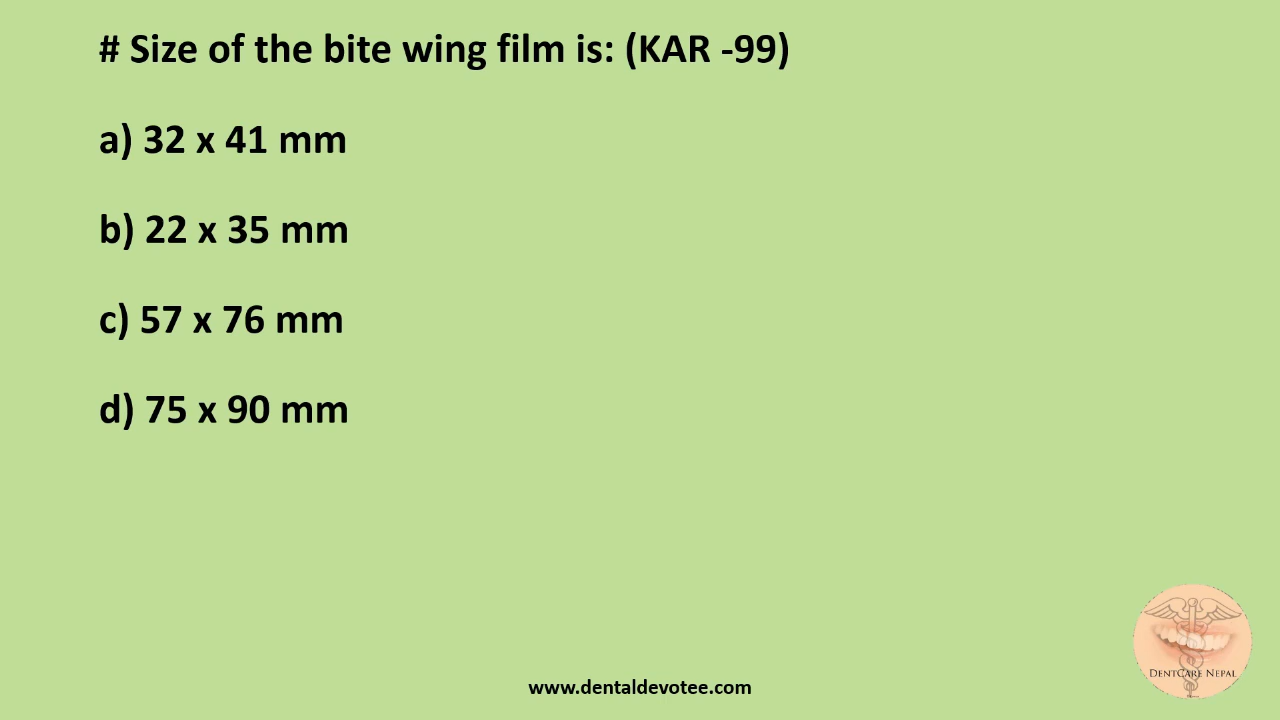 # Size of the bite wing film is: (KAR -99)
a) 32 x 41 mm
b) 22 x 35 mm
c) 57 x 76 mm
d) 75 x 90 mm
DentCare Nepal
www.dentaldevotee.com